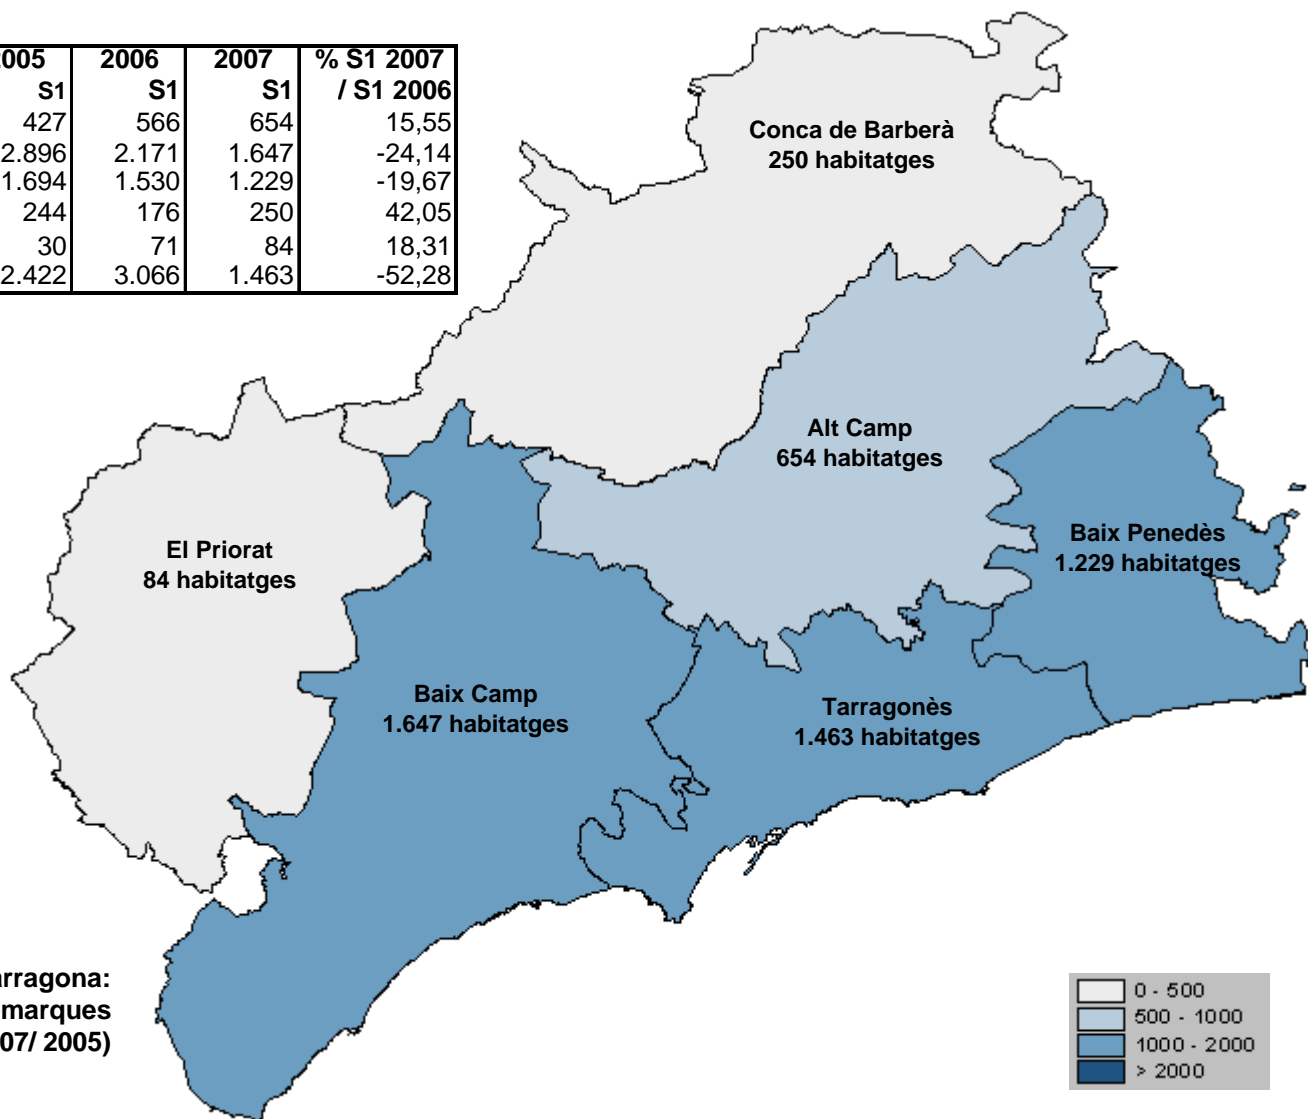 2005 2006 2007 % S1 2007
S1 S1 S1 / S1 2006
427 566 654 15,55
2.896 2.171 1.647 -24,14
1.694 1.530 1.229 -19,67
244 176 250 42,05
30 71 84 18,31
2.422 3.066 1.463 -52,28
Conca de Barberà
250 habitatges
Alt Camp
654 habitatges
Baix Penedès
1.229 habitatges
El Priorat
84 habitatges
Baix Camp
1.647 habitatges
Tarragonès
1.463 habitatges
arragona:
marques
07/ 2005)
0 - 500
500 - 1000
1000 - 2000
> 2000